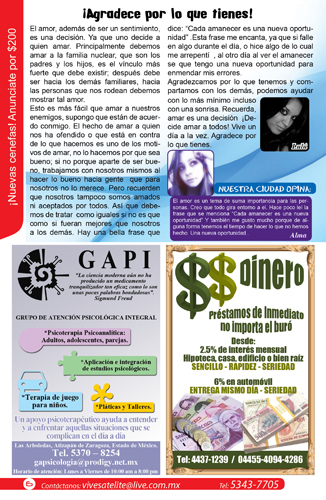 ¡Agradece por lo que tienes!
¡Nuevas cenefas! Anunciate por $200
El amor, además de ser un sentimiento,
es una decisión. Ya que uno decide a
quien amar. Principalmente debemos
amar a la familia nuclear, que son los
padres y los hijos, es el vínculo más
fuerte que debe existir; después debe
ser hacia los demás familiares, hacia
las personas que nos rodean debemos
mostrar tal amor.
Esto es más fácil que amar a nuestros
enemigos, supongo que están de acuer-
do conmigo. El hecho de amar a quien
nos ha ofendido o que está en contra
de lo que hacemos es uno de los moti-
vos de amar, no lo hacemos por que sea
bueno; si no porque aparte de ser bue-
no, trabajamos con nosotros mismos al
hacer lo bueno hacia gente que para
nosotros no lo merece. Pero recuerden
que nosotros tampoco somos amados
ni aceptados por todos. Así que debe-
mos de tratar como iguales si no es que
como si fueran mejores que nosotros
a los demás. Hay una bella frase que
dice: “Cada amanecer es una nueva
oportunidad” .Esta frase me encanta, ya que si falle
en algo durante el día, o hice algo de lo cual
me arrepentí , al otro día al ver el amanecer
se que tengo una nueva oportunidad para
enmendar mis errores.
Agradezcamos por lo que tenemos y com-
partamos con los demás, podemos ayudar
con lo más mínimo incluso
con una sonrisa. Recuerda,
amar es una decisión ¡De-
cide amar a todos! Vive un
día a la vez. Agradece por
lo que tienes.
NUESTRA CIUDAD OPINA:
El amor es un tema de suma importancia para las per-
sonas. Creo que todo gira entorno a él. Hace poco leí la
frase que se menciona “Cada amanecer es una nueva
oportunidad” Y también me gusto mucho porque de al-
guna forma tenemos el tiempo de hacer lo que no hemos
hecho. Una nueva oportunidad.
Alma
GAPI
"La ciencia moderna aún no ha
producido un medicamento
tranquilizador tan eficaz como lo son
unas pocas palabras bondadosas".
Sigmund Freud
GRUPO DE ATENCIÓN PSICOLÓGICA INTEGRAL
*Psicoterapia Psicoanalítica:
Adultos, adolescentes, parejas.
*Aplicación e integración
de estudios psicológicos.
*Terapia de juego
para niños.
*Pláticas y Talleres.
Un apoyo psicoterapéutico ayuda a entender
y a enfrentar aquellas situaciones que se
complican en el día a día
Las Arboledas, Atizapán de Zaragoza, Estado de México.
Tel. 5370 - 8254
gapsicologia@prodigy.net.mx
Horario de atención: Lunes a Viernes de 10:00 am a 8:00 pm
$$ Dinero
Préstamos de Inmediato
no importa el buró
Desde:
2.5% de interés mensual
Hipoteca, casa, edificio o bien raíz
SENCILLO - RAPIDEZ - SERIEDAD
6% en automóvil
ENTREGA MISMO DÍA - SERIEDAD
Tel: 4437-1239 / 04455-4094-4286
Contáctanos: vivesatelite@live.com.mx
Tel: 5343-7705